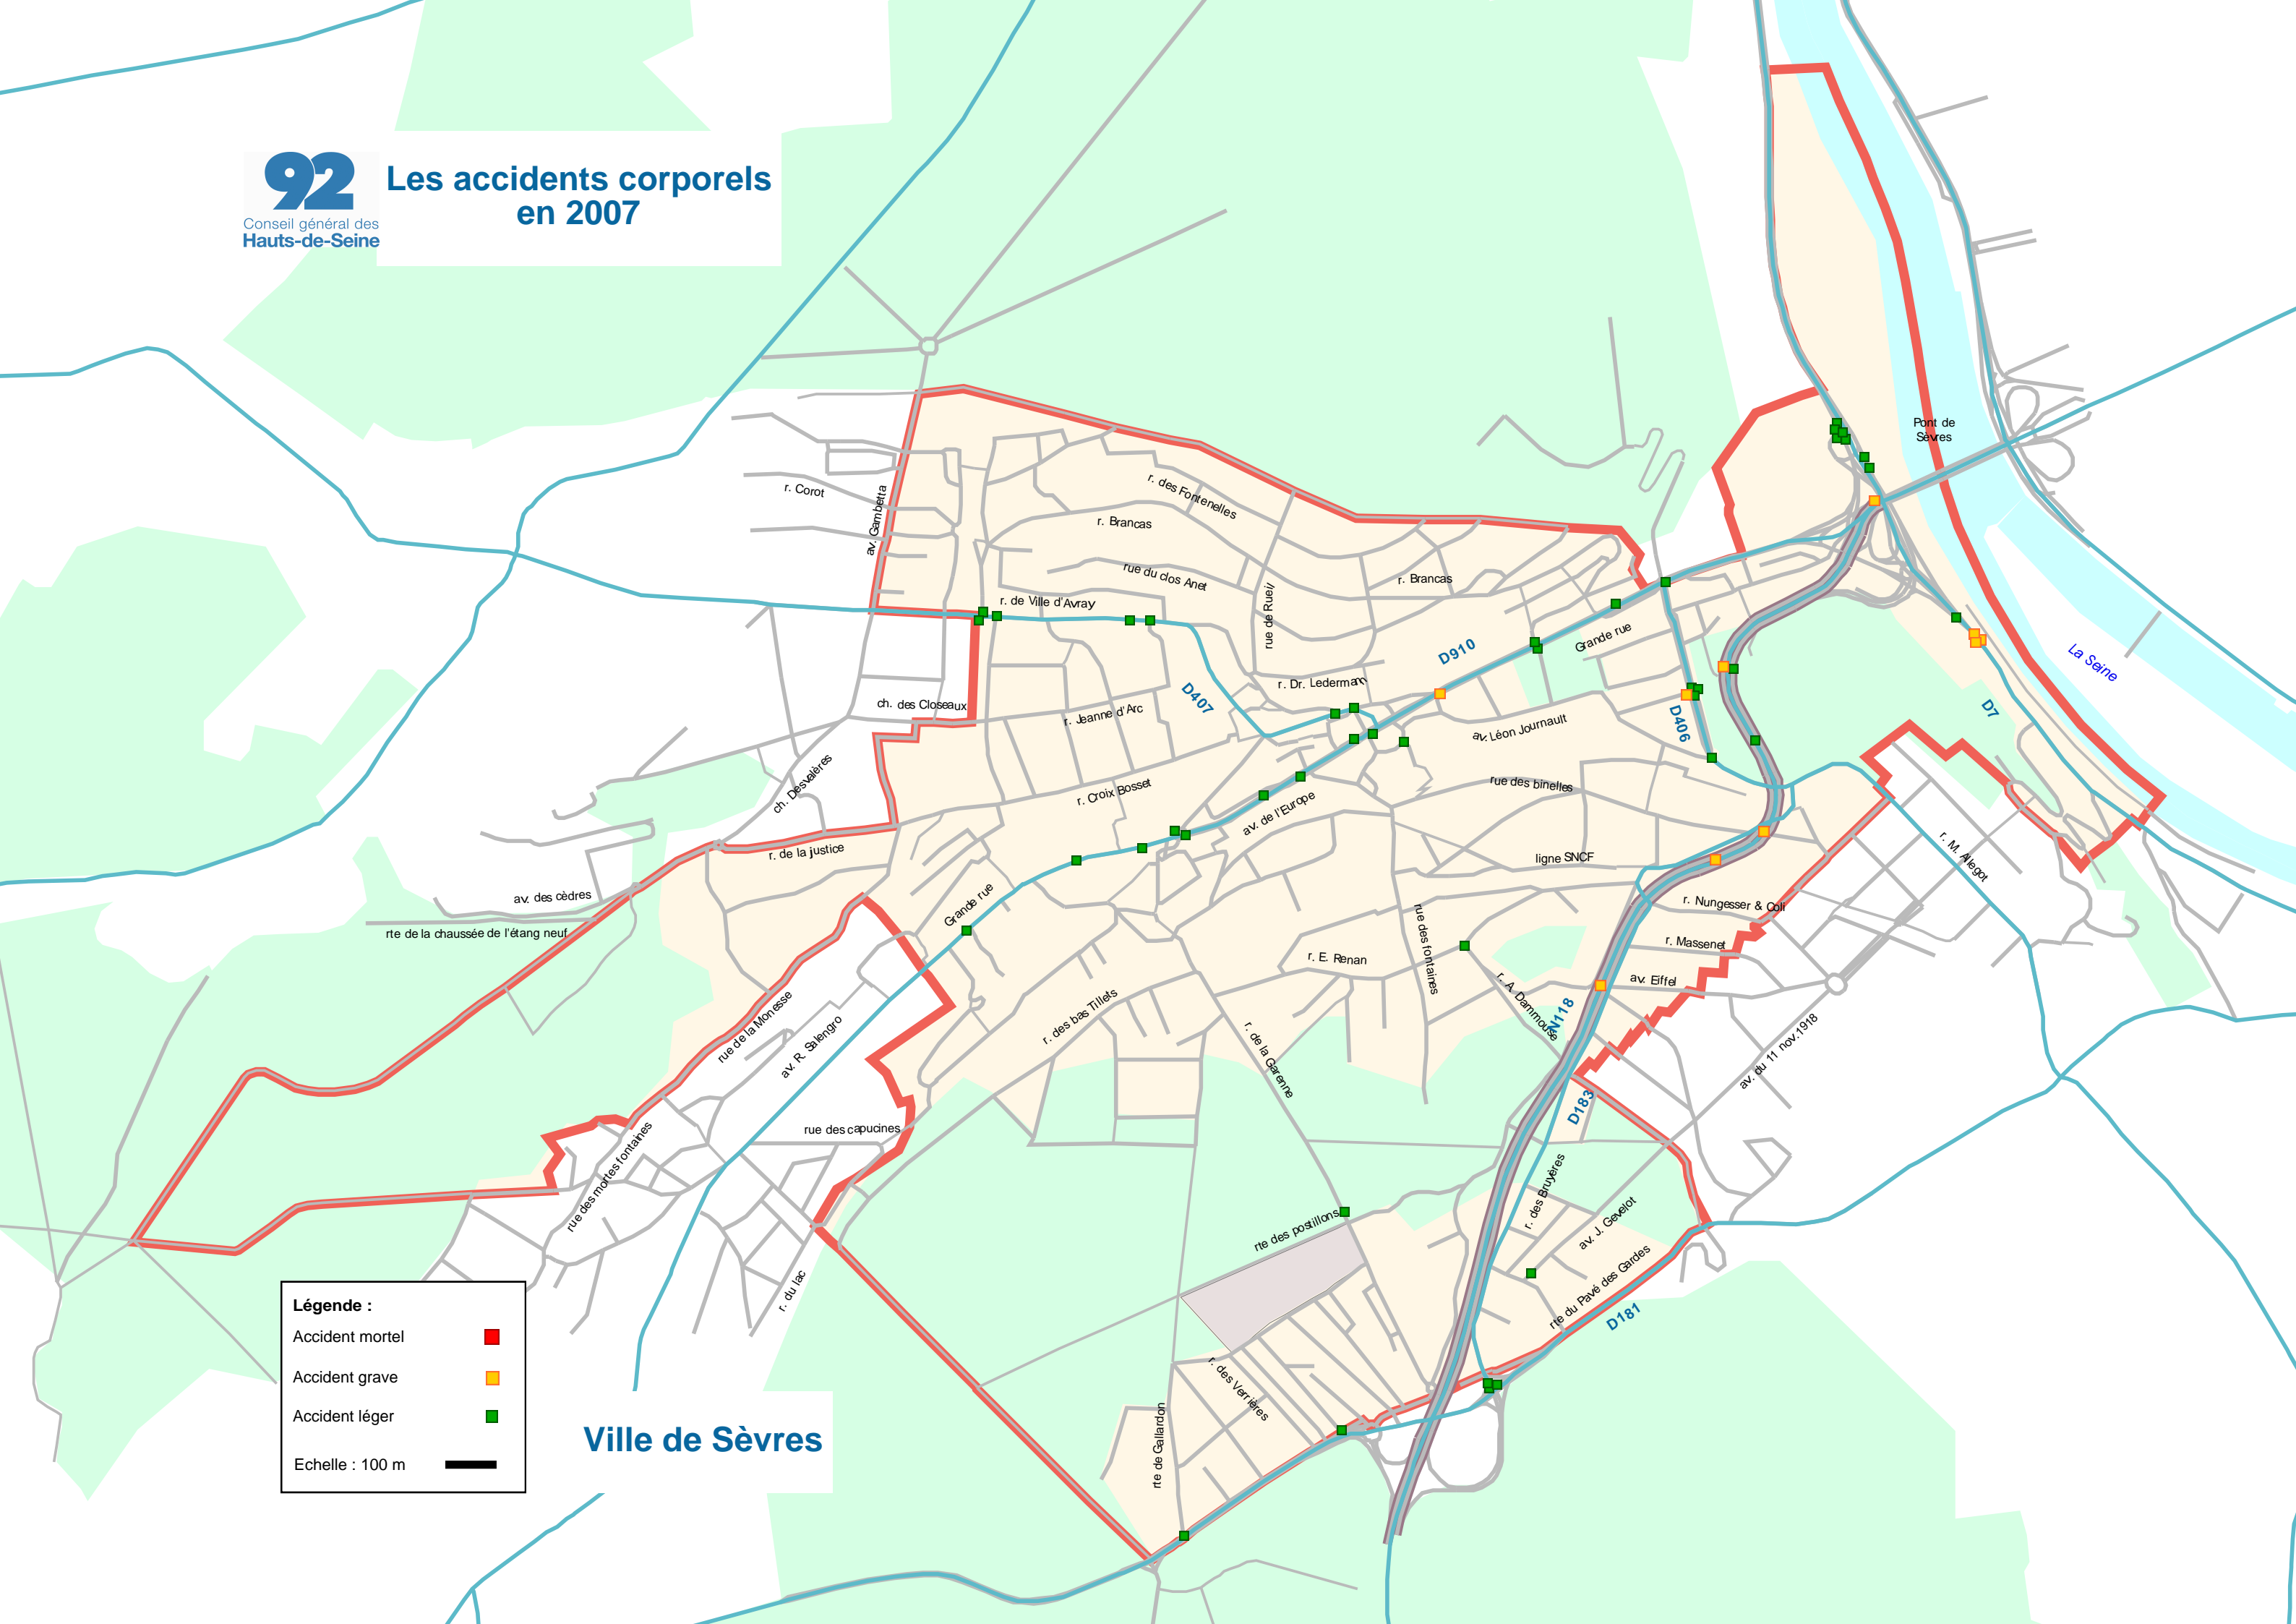 92
Conseil général des
Hauts-de-Seine
Les accidents corporels
en 2007
Pont de
Sèvres
r. Corot
av. Gambetta
r. des Fontenelles
r. Brancas
rue du clos Anet
r. Brancas
rue de Rueil
r. de Ville d'Avray
Grande rue
D910
La Seine
r. Dr. Ledermann
D407
ch. des Closeaux
r. Jeanne d'Arc
av. Léon Journault
D406
D7
ch. Desvalères
r. Croix Bosset
rue des binelles
av. de l'Europe
r. de la justice
ligne SNCF
r. M. Allegot
av. des cèdres
Grande rue
r. Nungesser & Coli
rte de la chaussée de l'étang neuf
rue des fontaines
r. Massenet
r. E. Renan
av. Eiffel
r. A. Dammouse
N118
rue de la Monesse
av. R. Salengro
r. des bas Tillets
r. de la Garenne
av. du 11 nov.1918
D183
rue des capucines
rue des mortes fontaines
r. des Bruyères
av. J. Gevelot
rte des postillons
r. du lac
rte du Pavé des Gardes
D181
r. des Verrières
rte de Gallardon
Légende :
Accident mortel
Accident grave
Accident léger
Echelle : 100 m
Ville de Sèvres